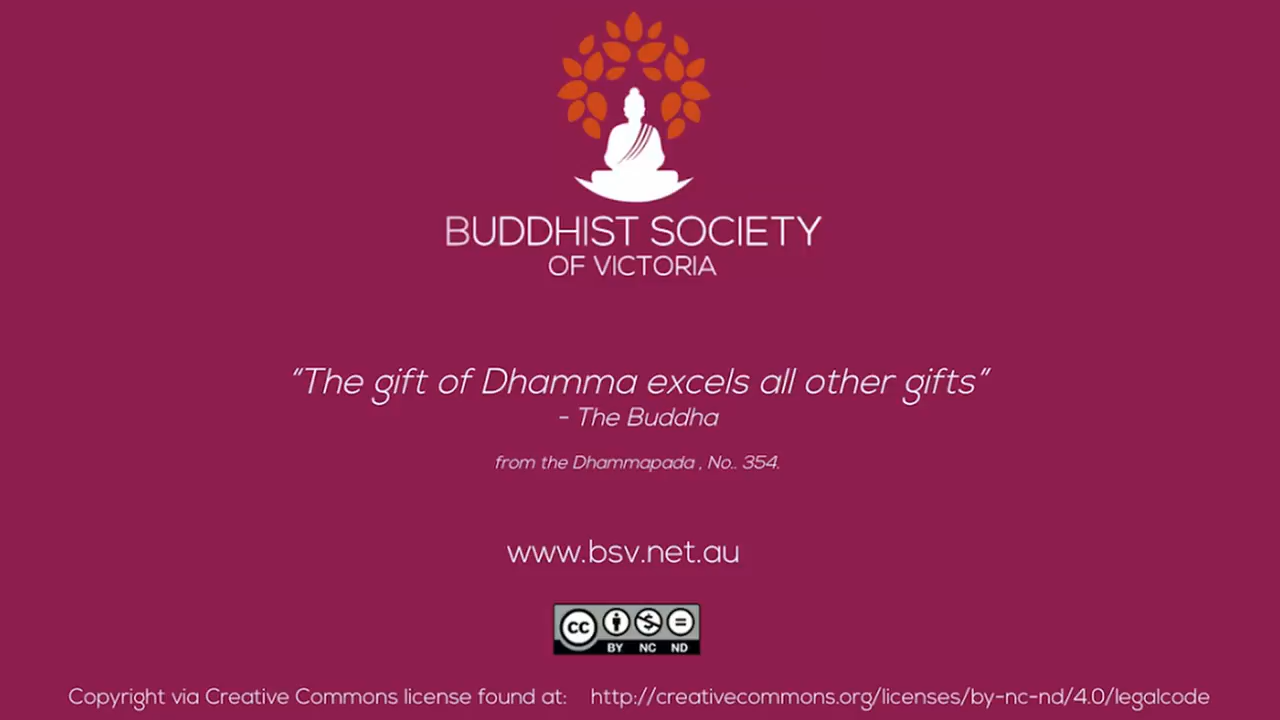 BUDDHIST SOCIETY
OF VICTORIA
"The gift of Dhamma excels all other gifts"
- The Buddha
from the Dhammapada , No.. 354.
www.bsv.net.au
cc BY NC ND
Copyright via Creative Commons license found at: http://creativecommons.org/licenses/by-nc-nd/4.0/legalcode